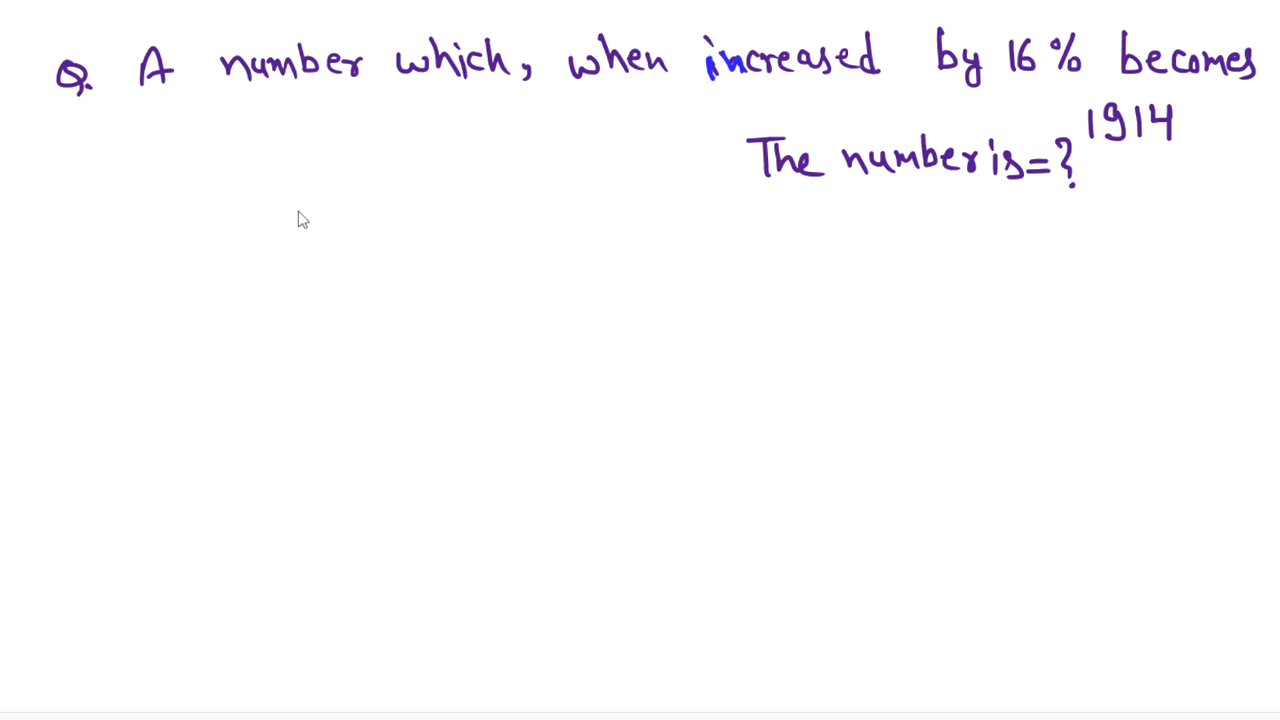 Q. A number which, when increased by 16% becomes
1914
The number is = ?